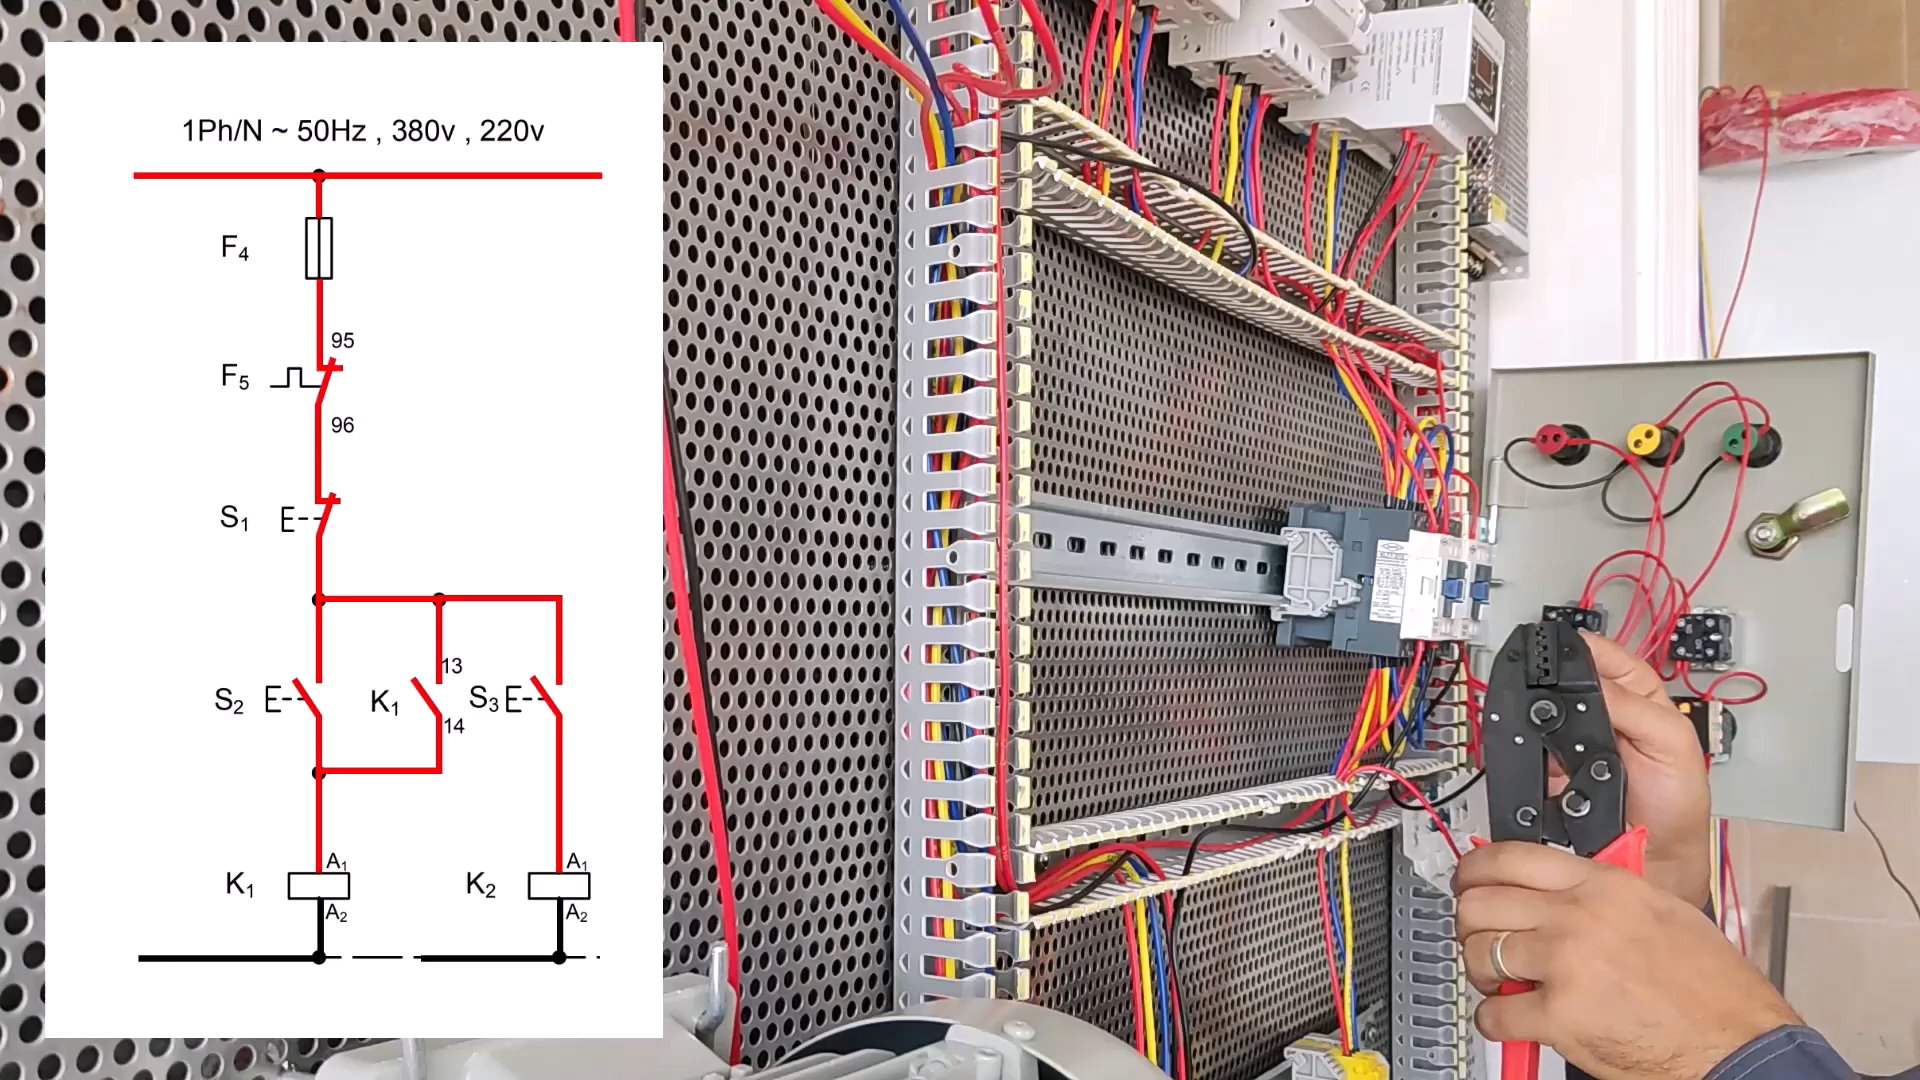 1Ph/N ~ 50Hz , 380v , 220v
F4
95
F5
96
S1
E
13
S2 E
K1
S3 E
14
A1
A1
K1
K2
A2
A2